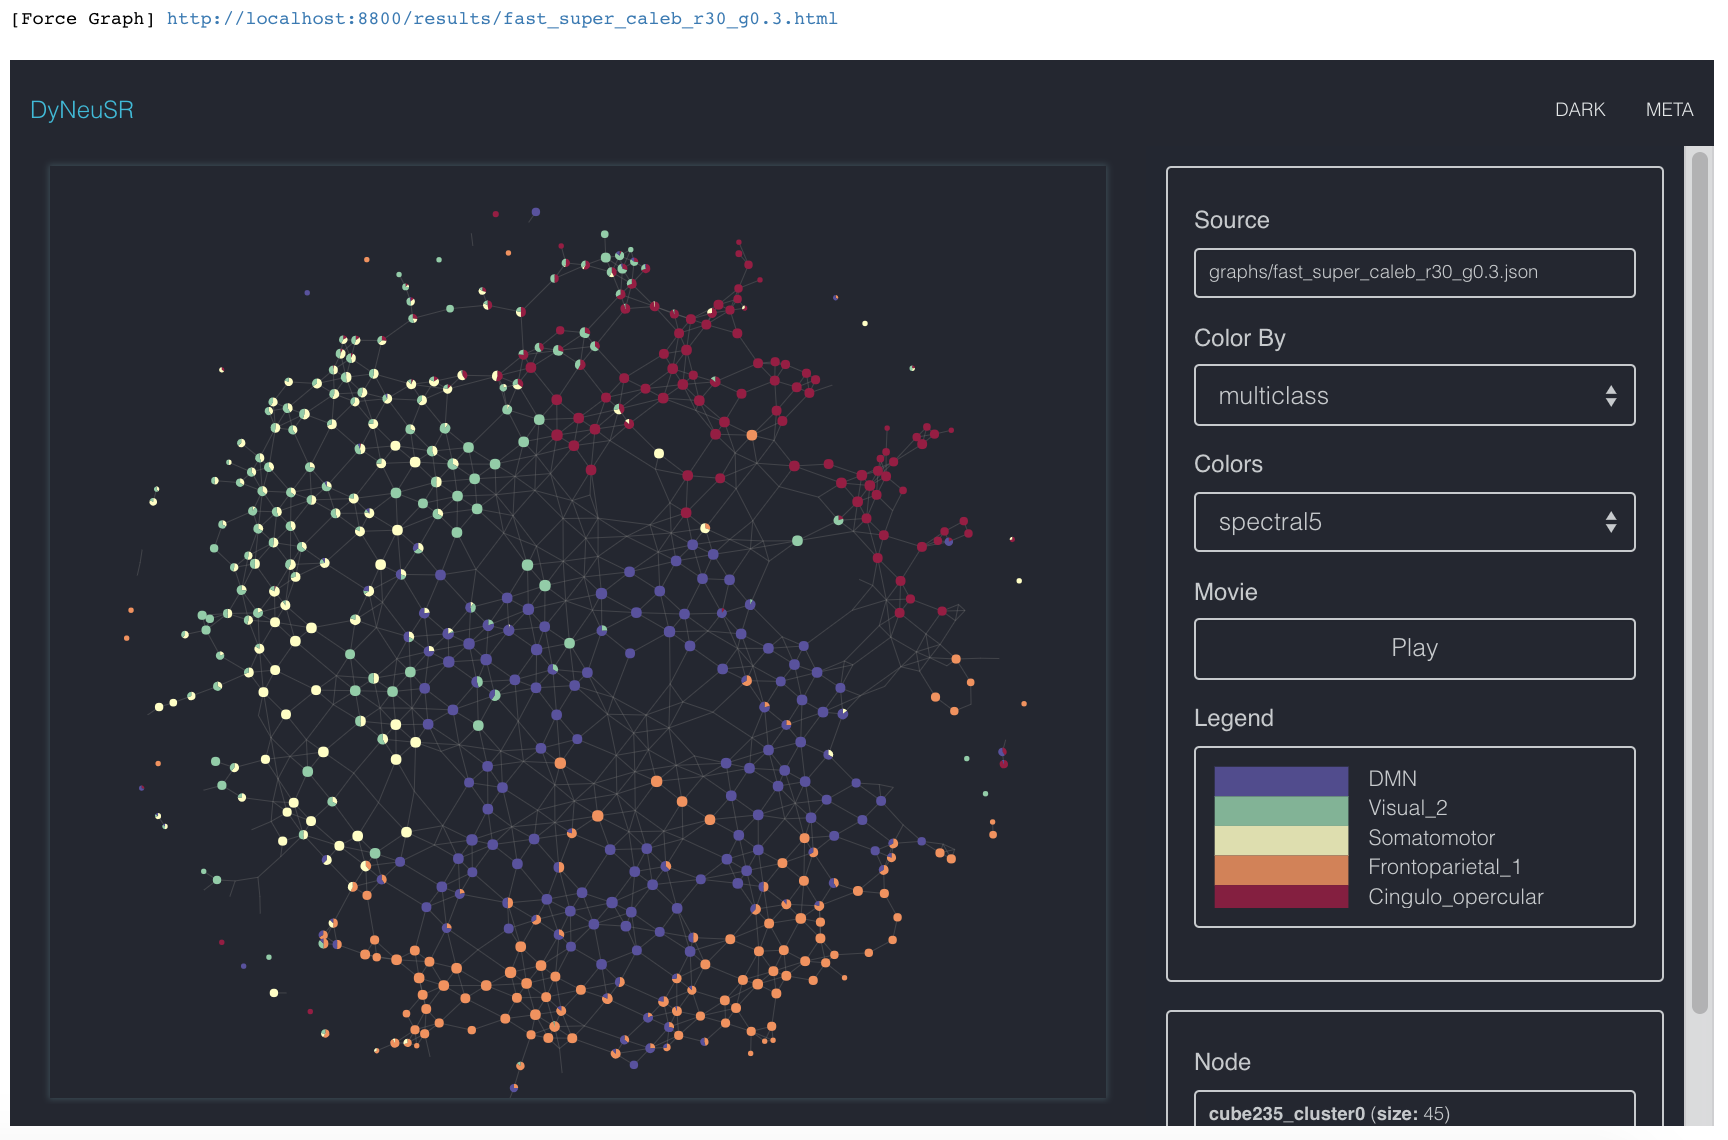 [Force Graph] http://localhost:8800/results/fast_super_caleb_r30_g0.3.html
DyNeuSR
DARK
META
Source
graphs/fast_super_caleb_r30_g0.3.json
Color By
multiclass
Colors
spectral5
Movie
Play
Legend
DMN
Visual_2
Somatomotor
Frontoparietal_1
Cingulo_opercular
Node
cube235_cluster0 (size: 45)